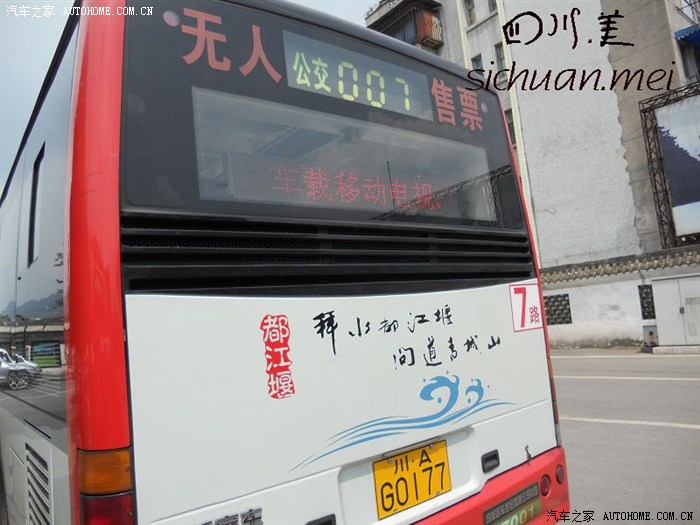 汽车之家 AUTOHOME.COM.CN
四川.美
sichuan.mei
无人 公交 007 售票
车载移动电视
7路
都江堰
拜水都江堰
问道青城山
川·A
G0177
汽车之家 AUTOHOME.COM.CN